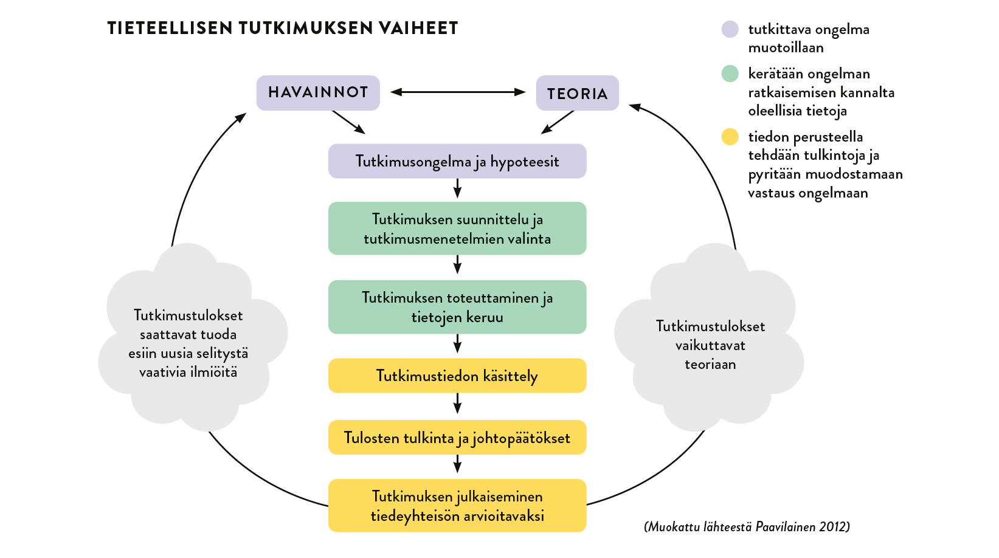 TIETEELLISEN TUTKIMUKSEN VAIHEET
tutkittava ongelma
muotoillaan
kerätään ongelman
ratkaisemisen kannalta
oleellisia tietoja
tiedon perusteella
tehdään tulkintoja ja
pyritään muodostamaan
vastaus ongelmaan
HAVAINNOT
TEORIA
Tutkimusongelma ja hypoteesit
Tutkimuksen suunnittelu ja
tutkimusmenetelmien valinta
Tutkimuksen toteuttaminen ja
tietojen keruu
Tutkimustiedon käsittely
Tulosten tulkinta ja johtopäätökset
Tutkimuksen julkaiseminen
tiedeyhteisön arvioitavaksi
Tutkimustulokset
saattavat tuoda
esiin uusia selitystä
vaativia ilmiöitä
Tutkimustulokset
vaikuttavat
teoriaan
(Muokattu lähteestä Paavilainen 2012)